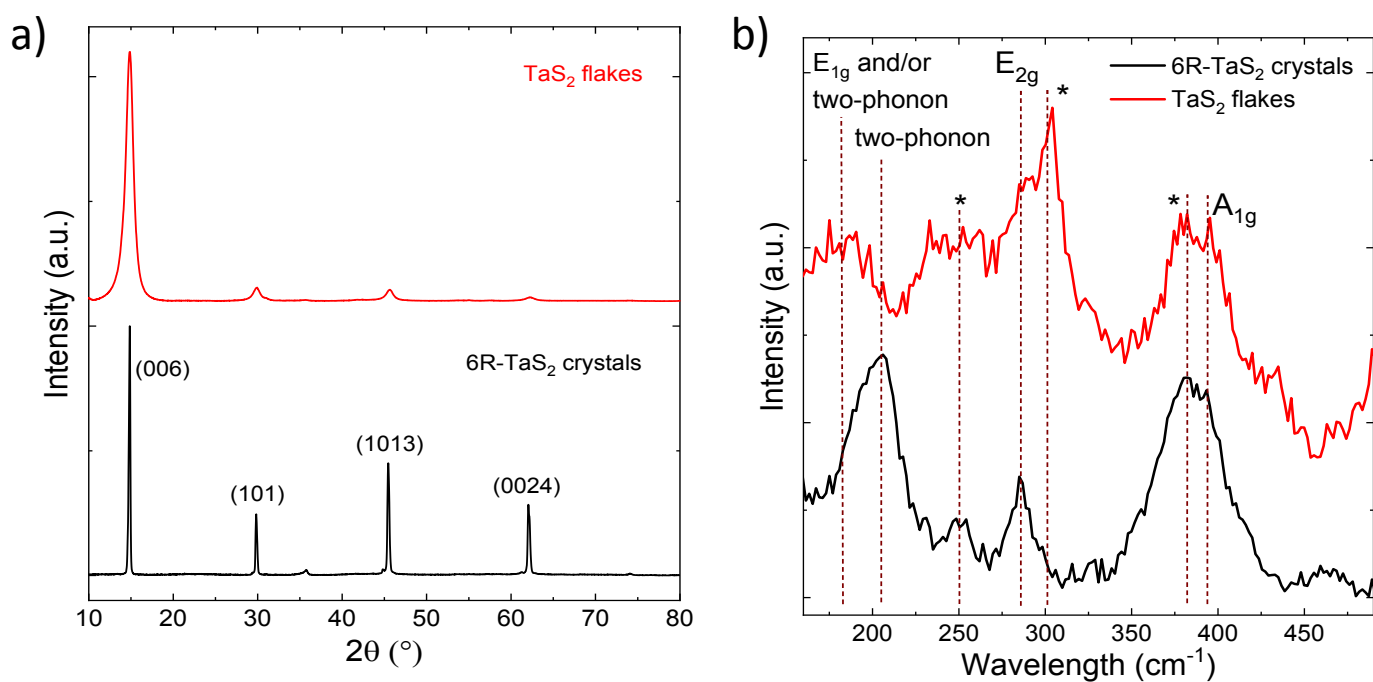 a)
TaS₂ flakes
6R-TaS₂ crystals
(006)
(101)
(1013)
(0024)
Intensity (a.u.)
10 20 30 40 50 60 70 80
2θ (°)
b)
E₁g and/or
two-phonon
two-phonon
E₂g
*
*
*
A₁g
6R-TaS₂ crystals
TaS₂ flakes
Intensity (a.u.)
200 250 300 350 400 450
Wavelength (cm⁻¹)